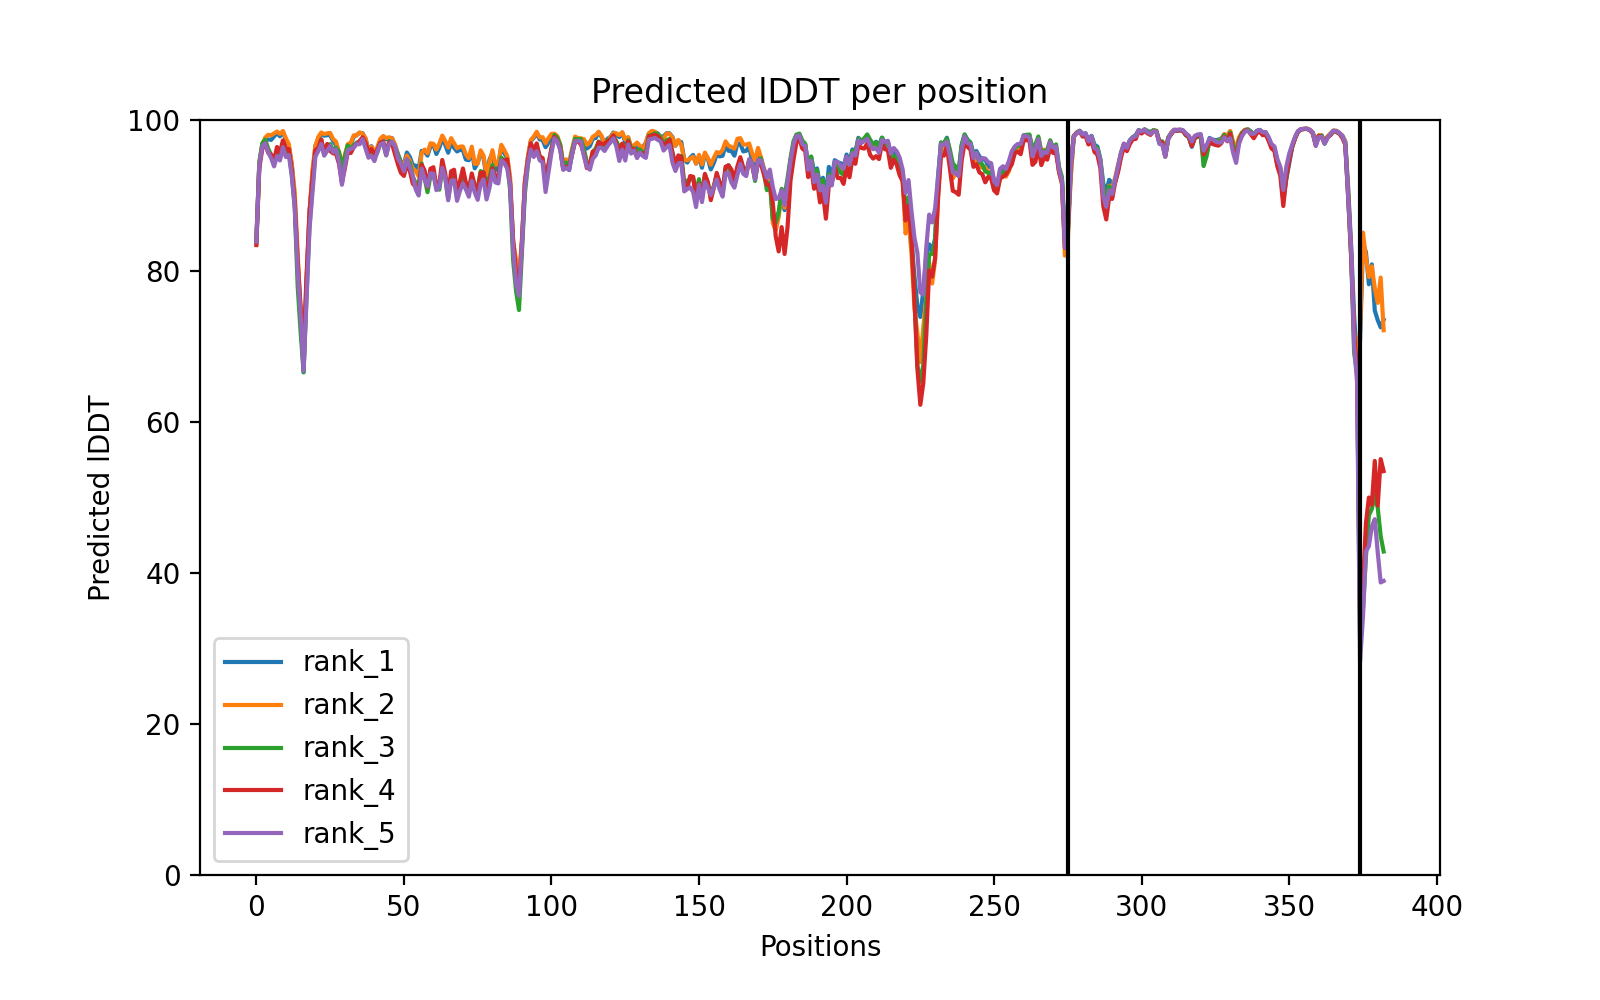 Predicted lDDT per position
100
80
60
40
20
0
Predicted lDDT
rank_1
rank_2
rank_3
rank_4
rank_5
0 50 100 150 200 250 300 350 400
Positions